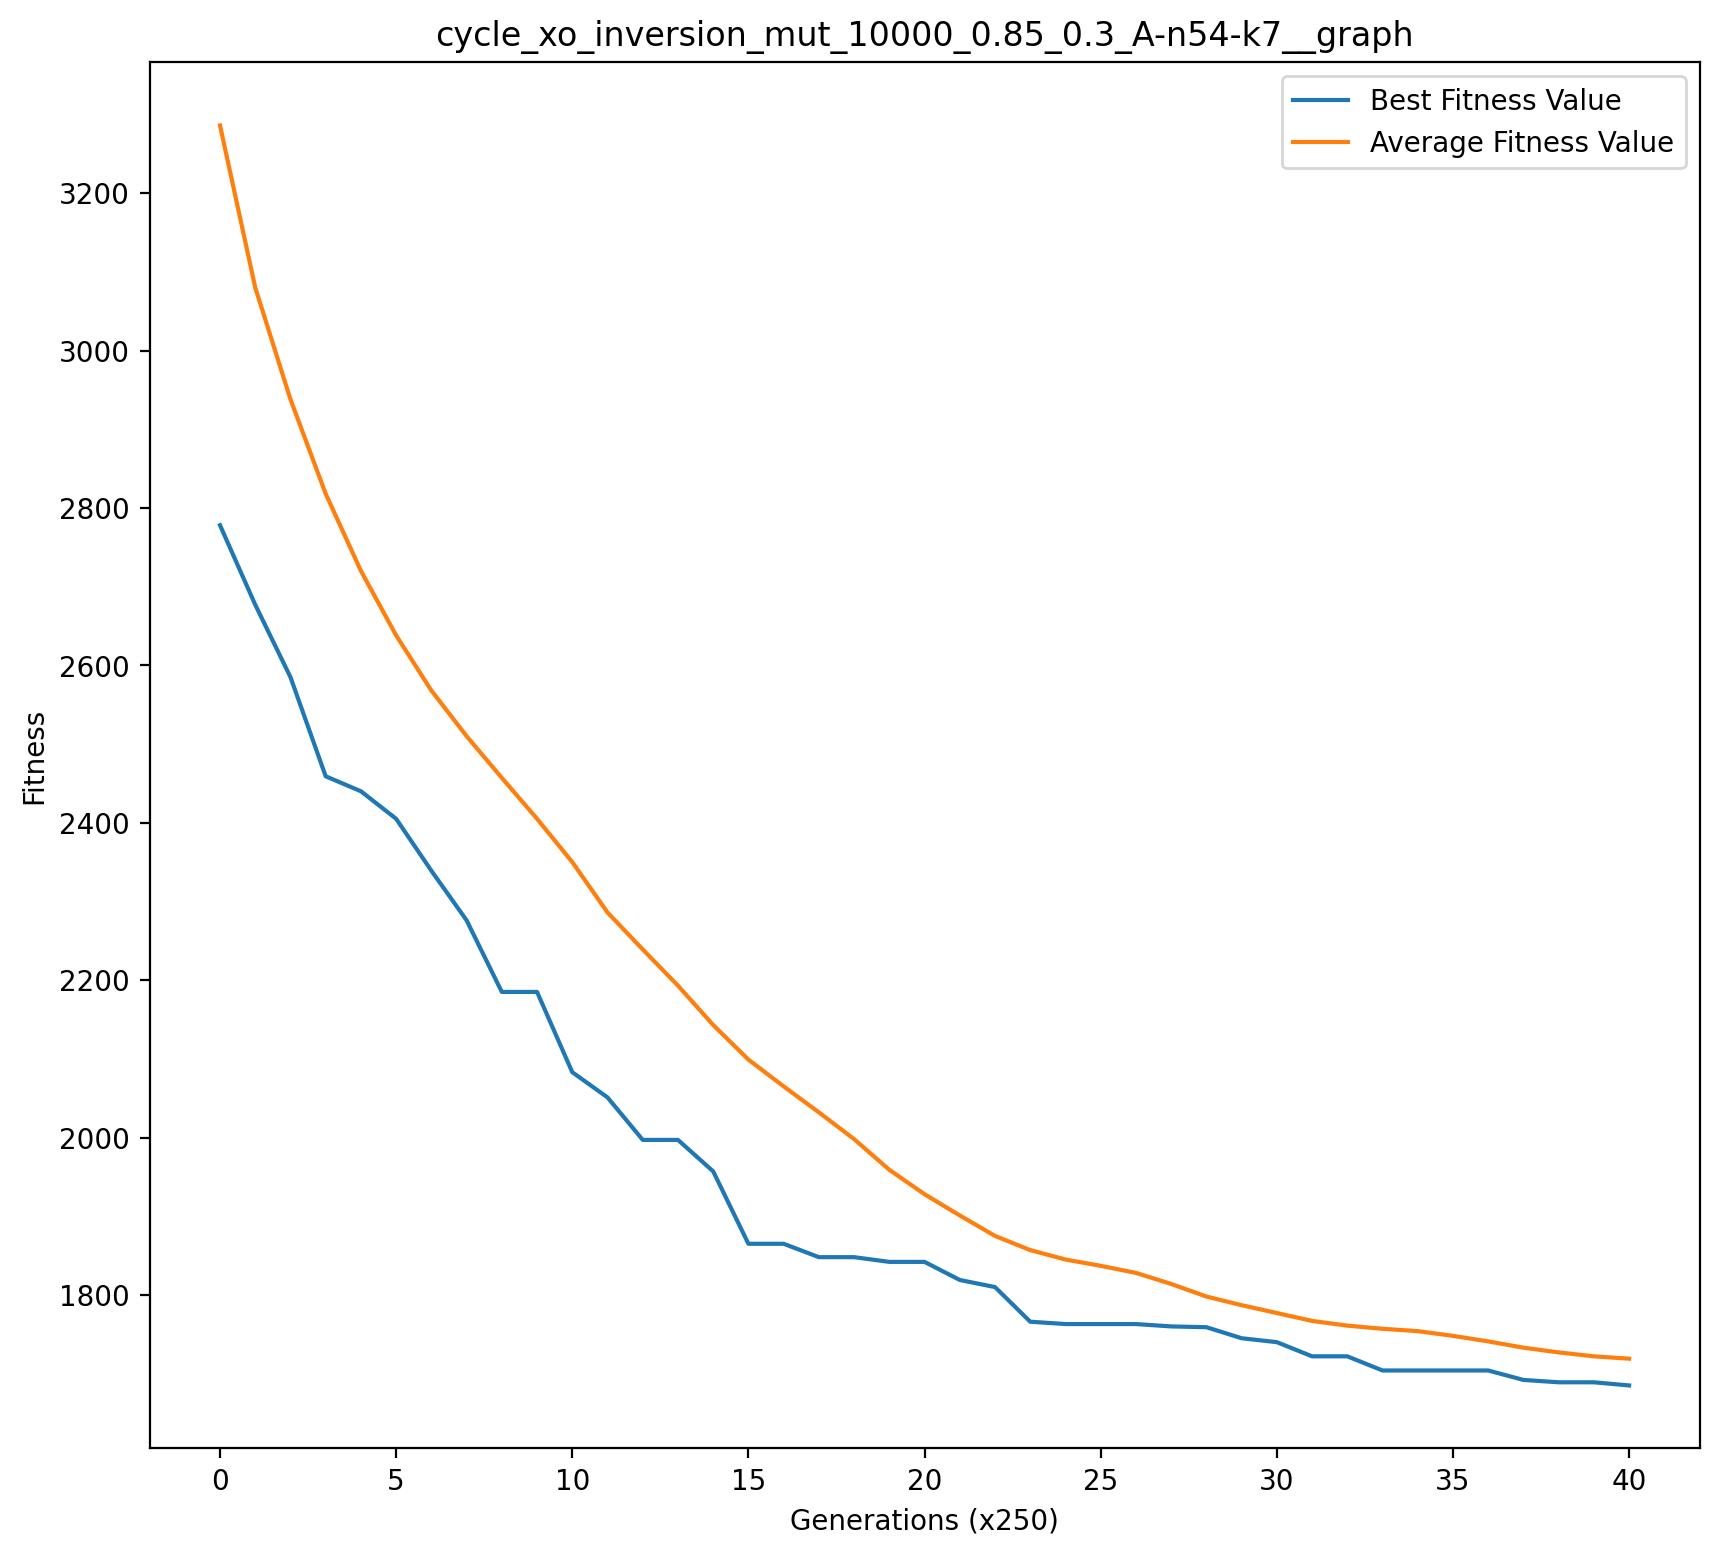 cycle_xo_inversion_mut_10000_0.85_0.3_A-n54-k7__graph
Best Fitness Value
Average Fitness Value
3200
3000
2800
2600
2400
2200
2000
1800
Fitness
0 5 10 15 20 25 30 35 40
Generations (x250)